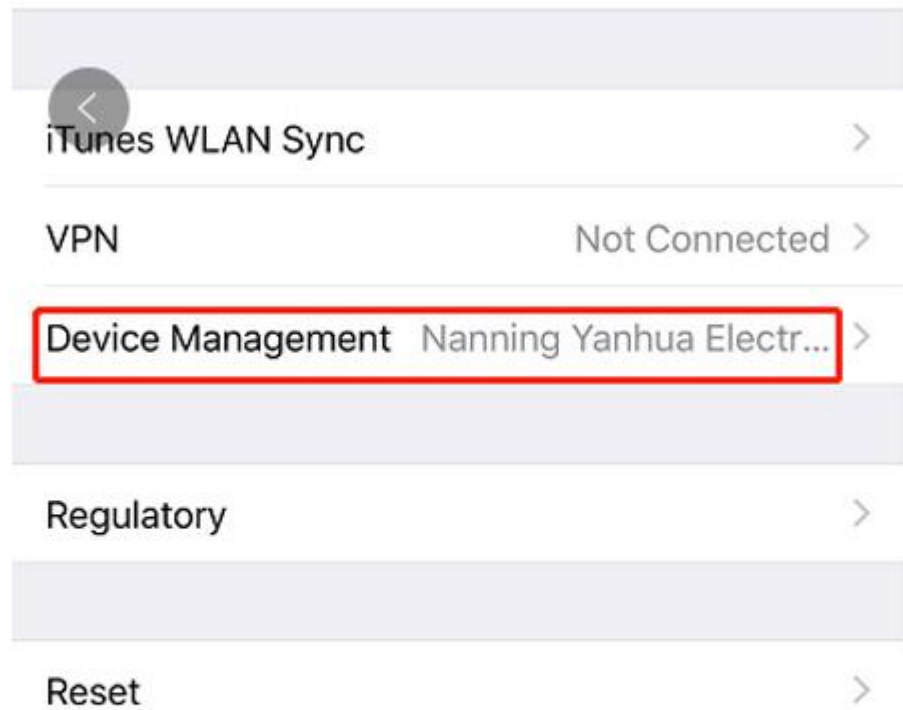 iTunes WLAN Sync
VPN Not Connected
Device Management Nanning Yanhua Electr...
Regulatory
Reset